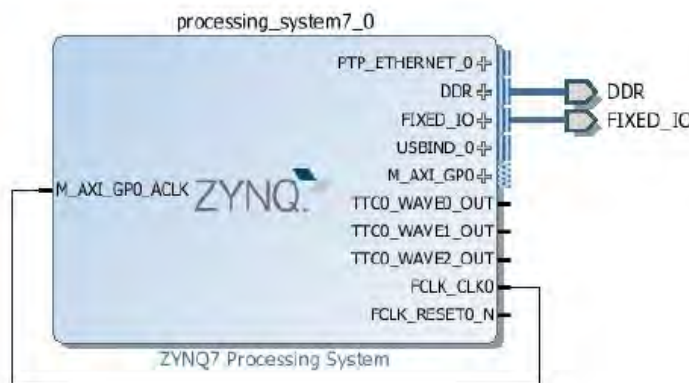 processing_system7_0
PTP_ETHERNET_0
DDR
DDR
FIXED_IO
FIXED_IO
USBIND_0
M_AXI_GP0
M_AXI_GP0_ACLK
ZYNQ.
TTC0_WAVE0_OUT
TTC0_WAVE1_OUT
TTC0_WAVE2_OUT
FCLK_CLK0
FCLK_RESET0_N
ZYNQ7 Processing System